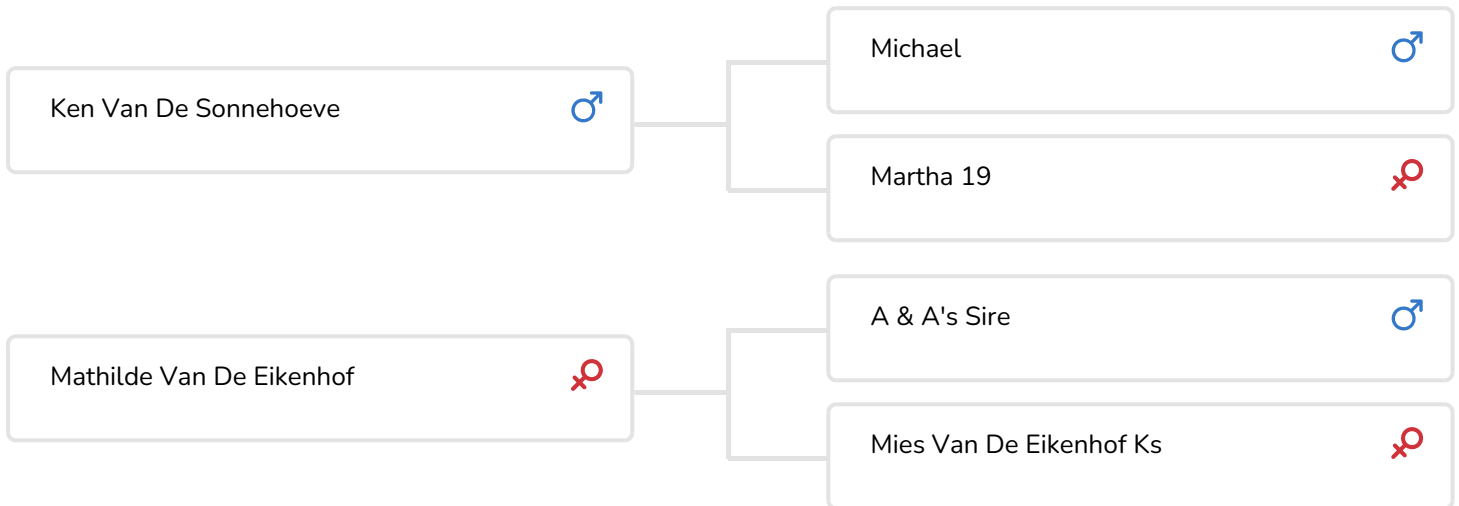 Michael
Ken Van De Sonnehoeve
Martha 19
A & A's Sire
Mathilde Van De Eikenhof
Mies Van De Eikenhof Ks